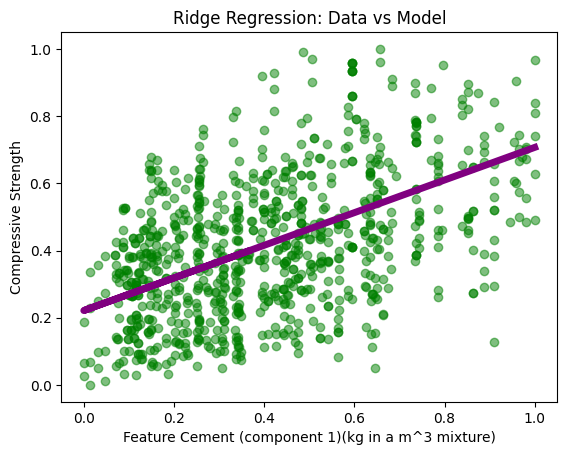 Ridge Regression: Data vs Model
Compressive Strength
1.0
0.8
0.6
0.4
0.2
0.0
0.0 0.2 0.4 0.6 0.8 1.0
Feature Cement (component 1)(kg in a m^3 mixture)